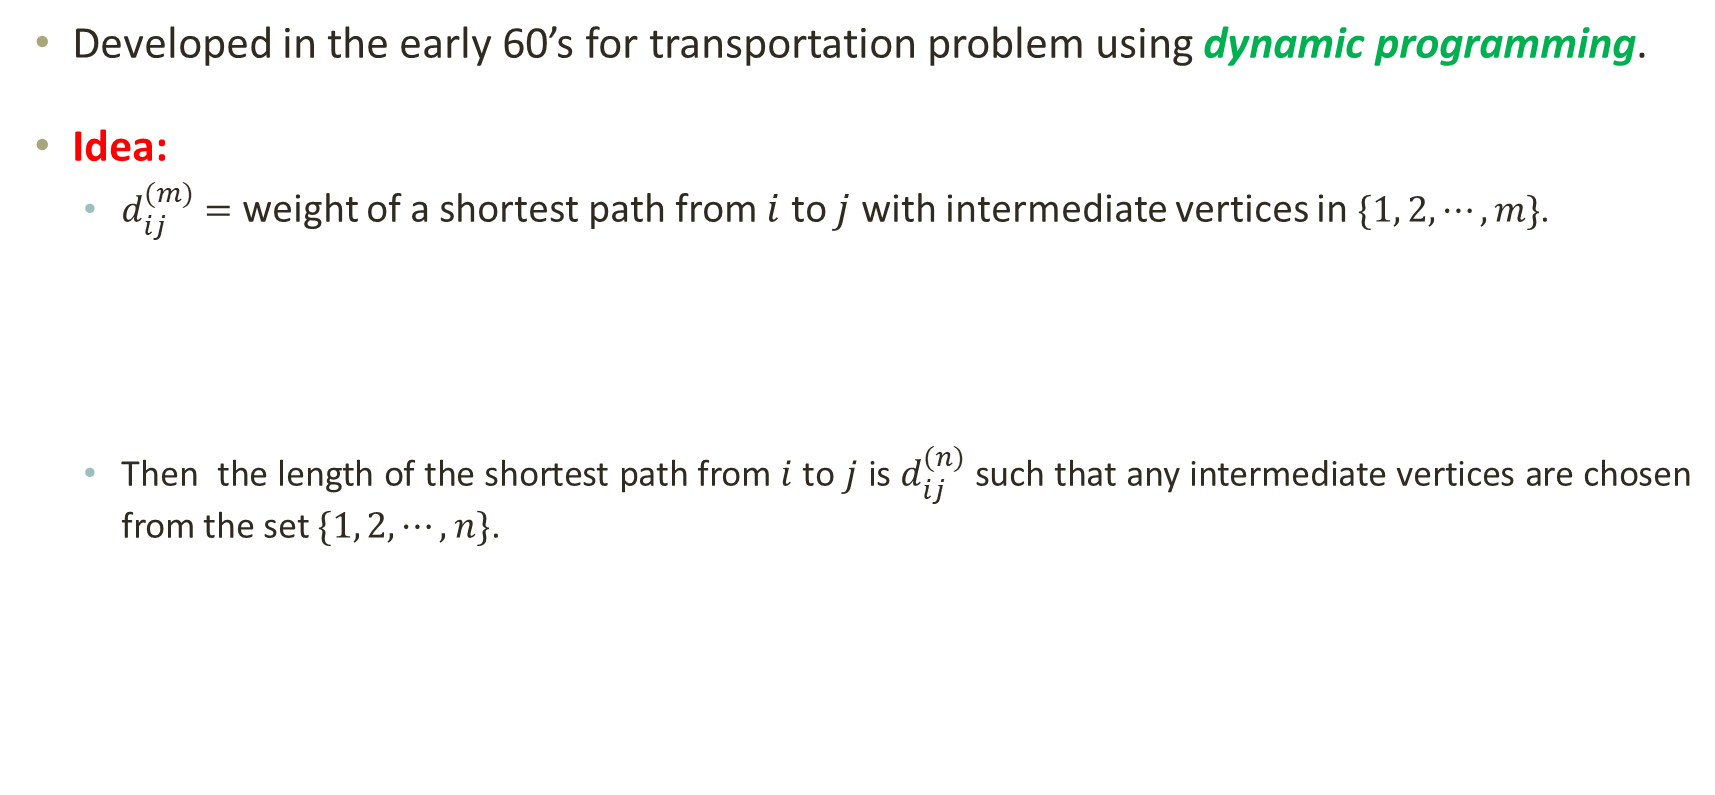 • Developed in the early 60’s for transportation problem using dynamic programming.
• Idea:
• $d_{ij}^{(m)}$ = weight of a shortest path from $i$ to $j$ with intermediate vertices in {1, 2, ⋯ , $m$}.
• Then the length of the shortest path from $i$ to $j$ is $d_{ij}^{(n)}$ such that any intermediate vertices are chosen
from the set {1, 2, ⋯ , $n$}.